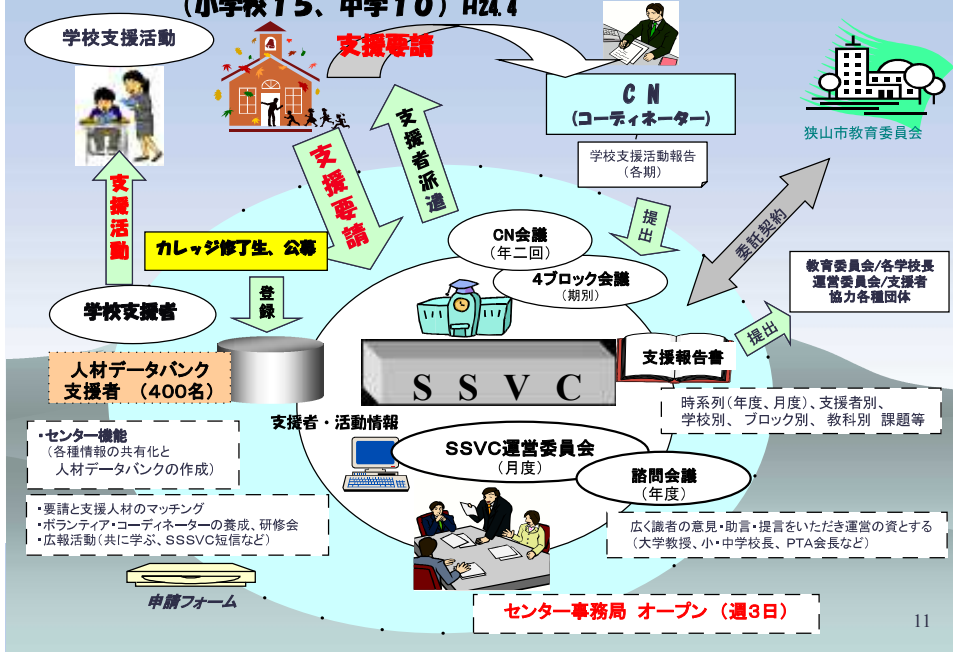 （小学校１５、中学１０）H24.4
学校支援活動
支援要請
ＣＮ
(コーディネーター)
狭山市教育委員会
学校支援活動報告
（各期）
支援者派遣
支援要請
支援活動
提出
委託契約
カレッジ修了生、公募
CN会議
（年二回）
４ブロック会議
（期別）
教育委員会/各学校長
運営委員会/支援者
協力各種団体
登録
学校支援者
提出
支援報告書
人材データバンク
支援者　（４００名）
ＳＳＶＣ
時系列（年度、月度）、支援者別、
学校別、 ブロック別、 教科別 課題等
支援者・活動情報
・センター機能
（各種情報の共有化と
人材データバンクの作成）
SSVC運営委員会
（月度）
諮問会議
（年度）
・要請と支援人材のマッチング
・ボランティア・コーディネーターの養成、研修会
・広報活動（共に学ぶ、SSSVC短信など）
広く識者の意見・助言・提言をいただき運営の資とする
（大学教授、小・中学校長、PTA会長など）
申請フォーム
センター事務局 オープン （週３日）
11